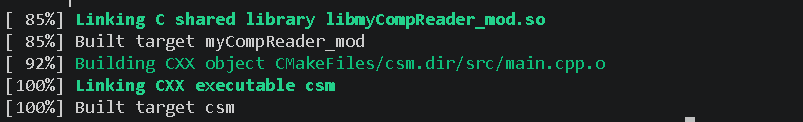 [ 85%] Linking C shared library libmyCompReader_mod.so
[ 85%] Built target myCompReader_mod
[ 92%] Building CXX object CMakeFiles/csm.dir/src/main.cpp.o
[100%] Linking CXX executable csm
[100%] Built target csm